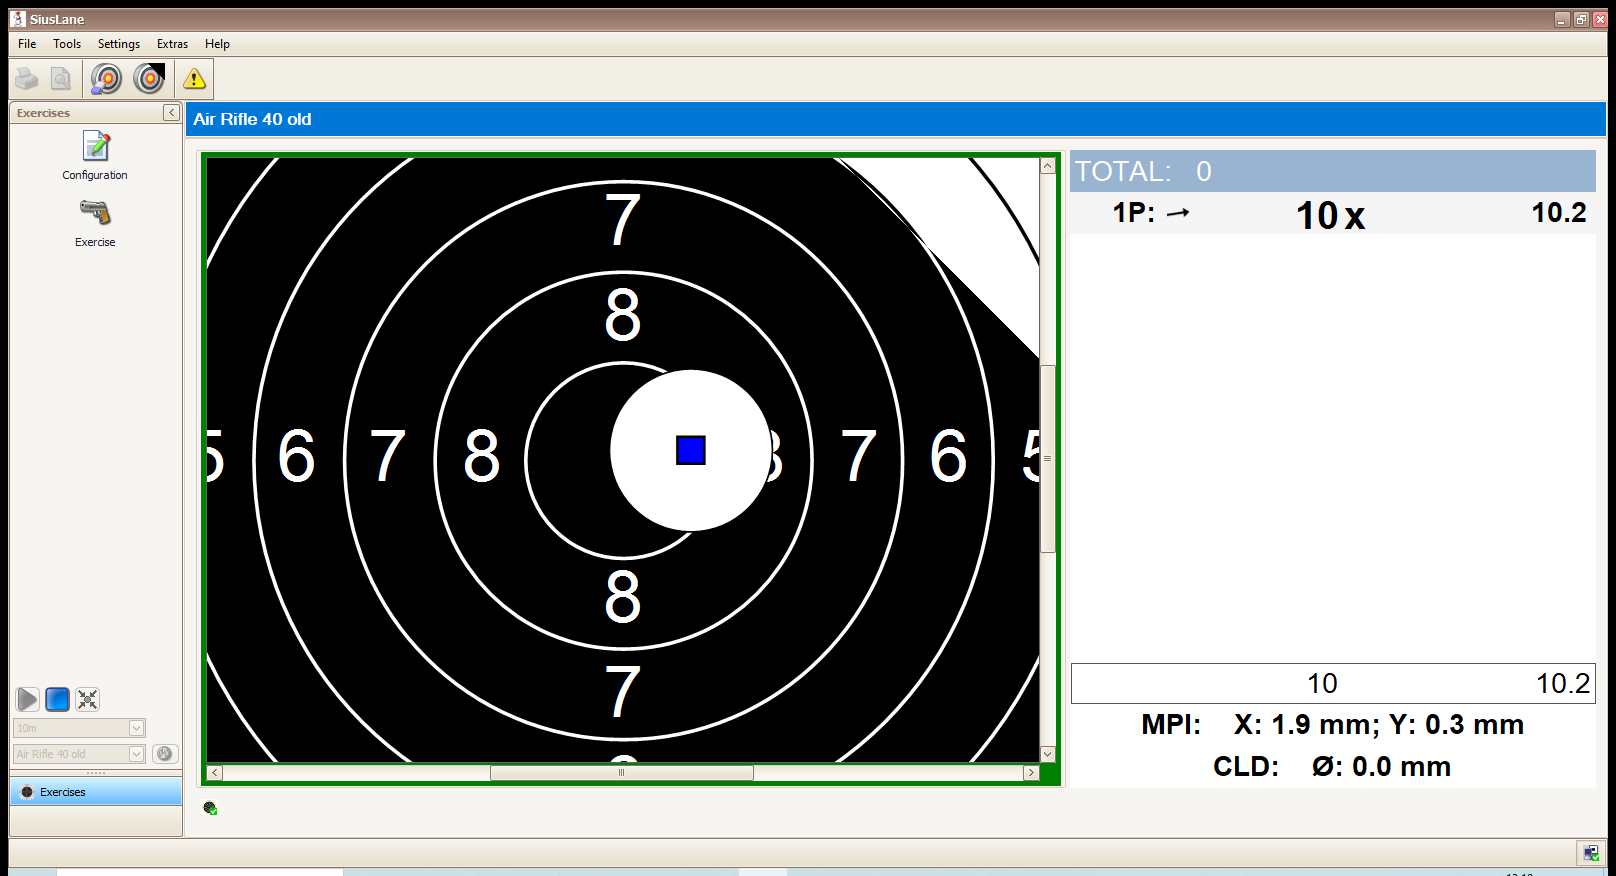 SiusLane
File Tools Settings Extras Help
Exercises
Configuration
Exercise
10m
Air Rifle 40 old
Exercises
Air Rifle 40 old
7
8
5 6 7 8 8 7 6 5
8
7
TOTAL: 0
1P: → 10 x 10.2
10 10.2
MPI: X: 1.9 mm; Y: 0.3 mm
CLD: Ø: 0.0 mm